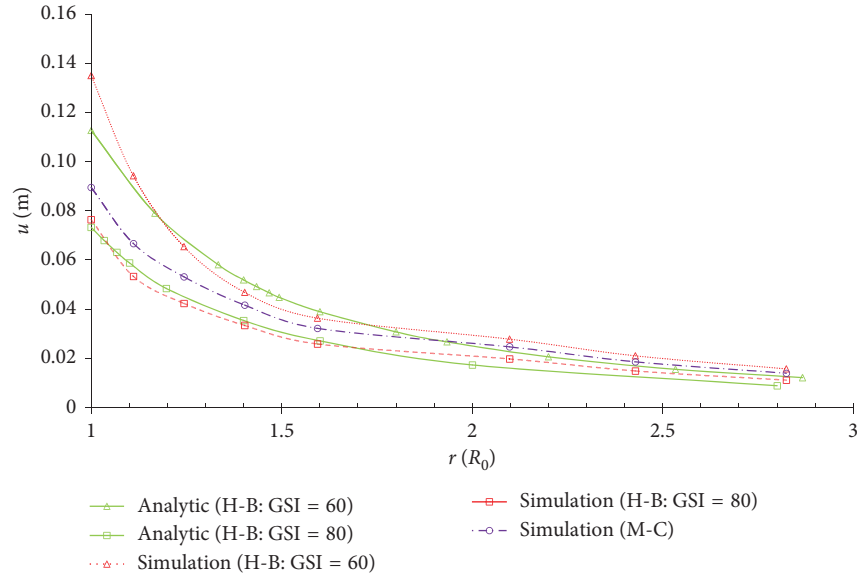 0.16
0.14
0.12
0.10
0.08
0.06
0.04
0.02
0
u (m)
1
1.5
2
2.5
3
r (R0)
Analytic (H-B: GSI = 60)
Analytic (H-B: GSI = 80)
Simulation (H-B: GSI = 60)
Simulation (H-B: GSI = 80)
Simulation (M-C)